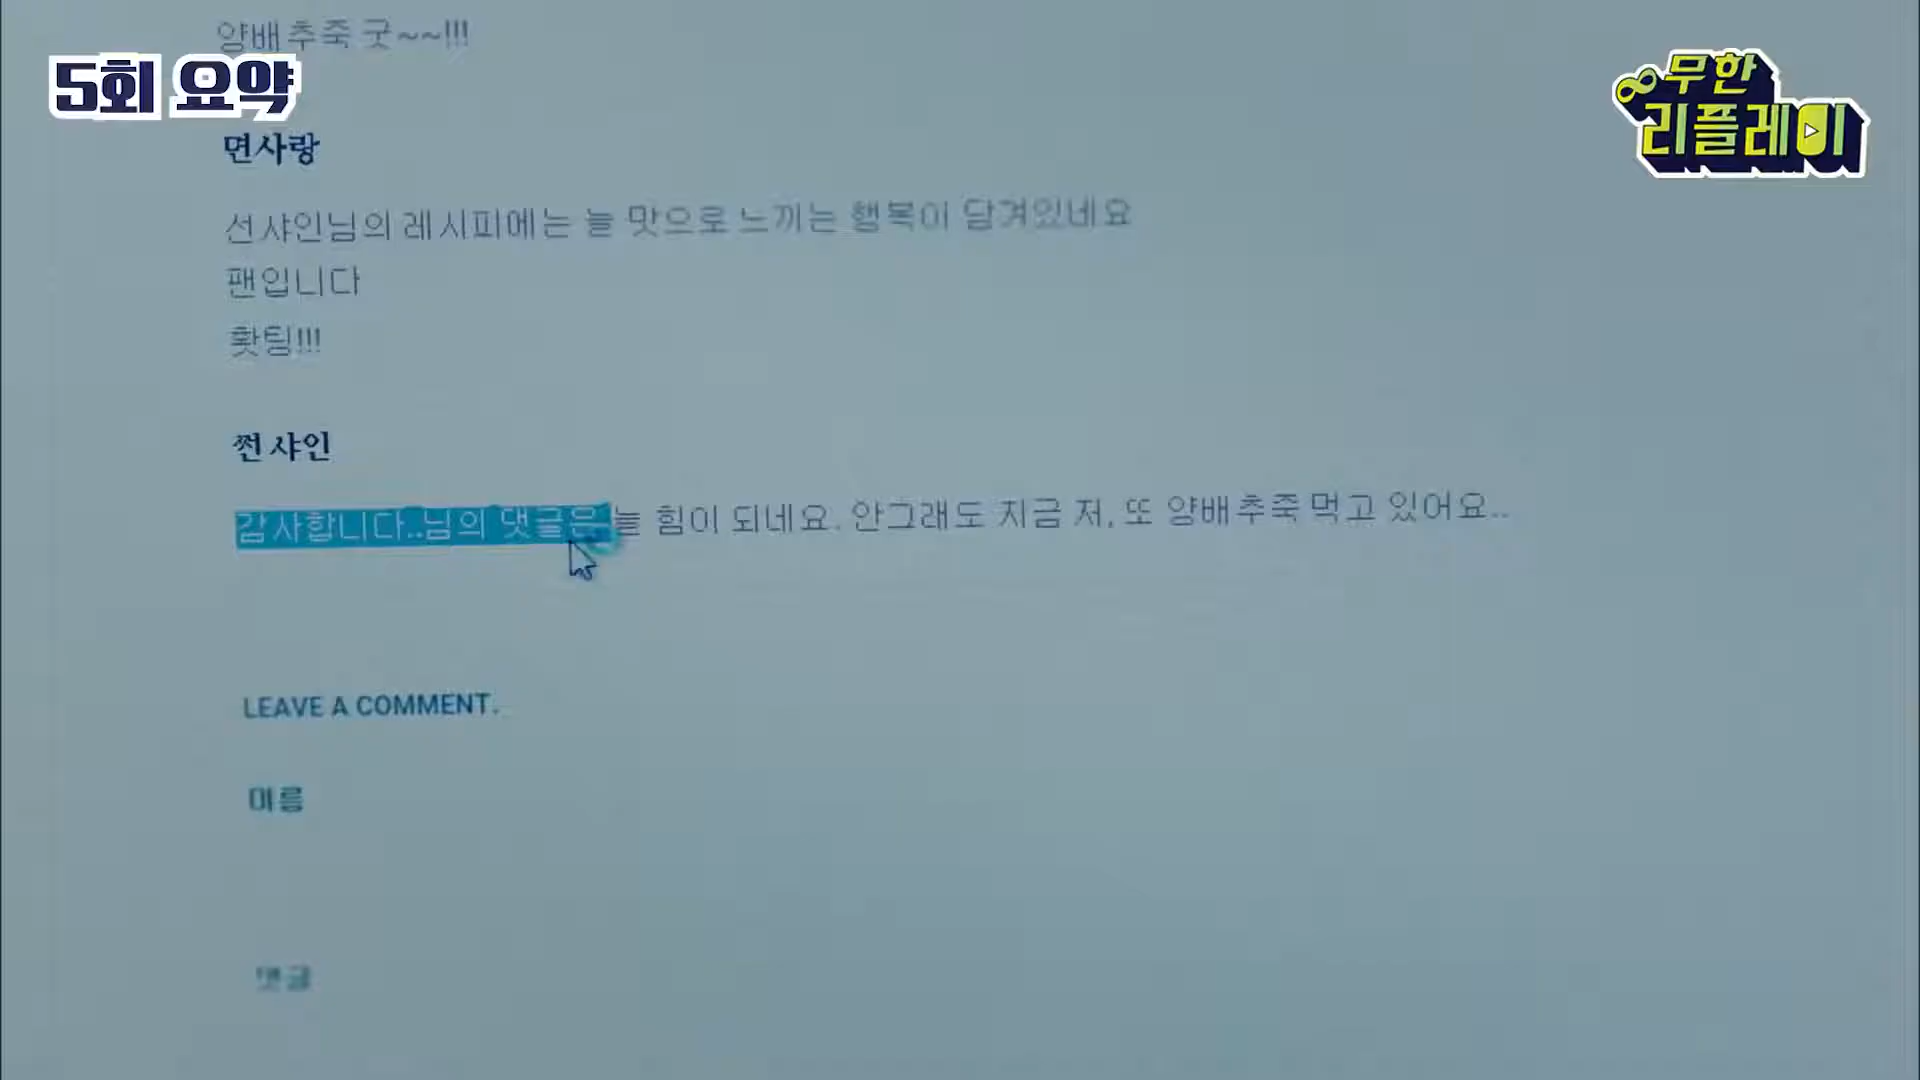 양배추죽 굿~~!!!
5회 요약
무한
리플레이
면사랑
선샤인님의 레시피에는 늘 맛으로 느끼는 행복이 담겨있네요
팬입니다
홧팅!!!
쩐샤인
감사합니다..님의 댓글은 늘 힘이 되네요. 안그래도 지금 저, 또 양배추죽 먹고 있어요..
LEAVE A COMMENT.
이름
댓글